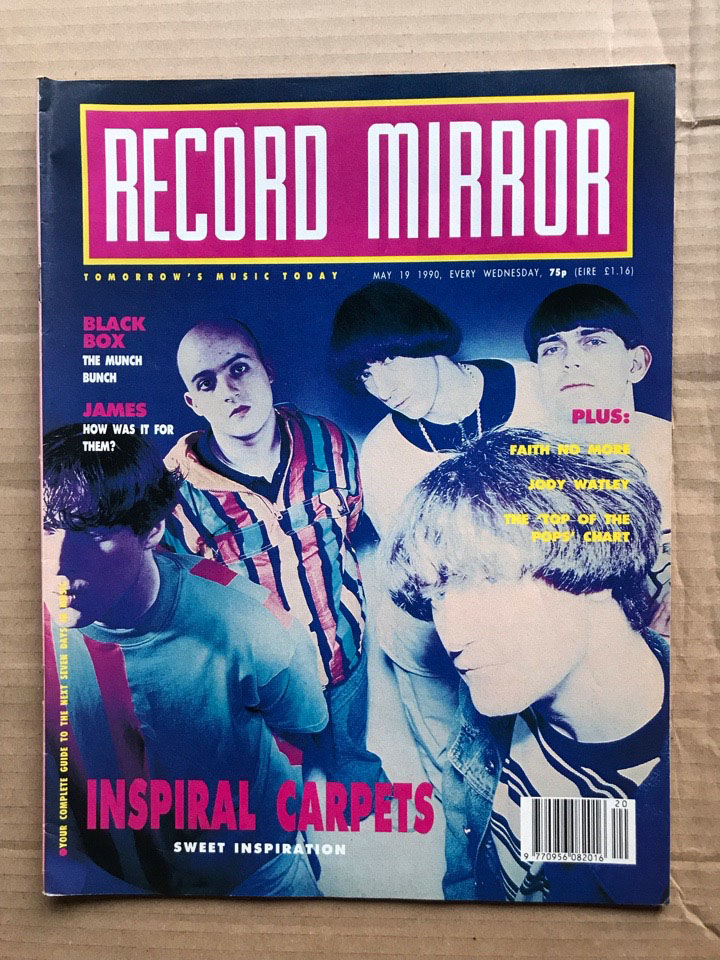 RECORD MIRROR
TOMORROW'S MUSIC TODAY
MAY 19 1990, EVERY WEDNESDAY, 75p (EIRE £1.16)
BLACK
BOX
THE MUNCH
BUNCH
JAMES
HOW WAS IT FOR
THEM?
PLUS:
FAITH NO MORE
JODY WATLEY
THE 'TOP OF THE
POPS' CHART
YOUR COMPLETE GUIDE TO THE NEXT SEVEN DAYS IN MUSIC
INSPIRAL CARPETS
SWEET INSPIRATION
20
9 770956 082016